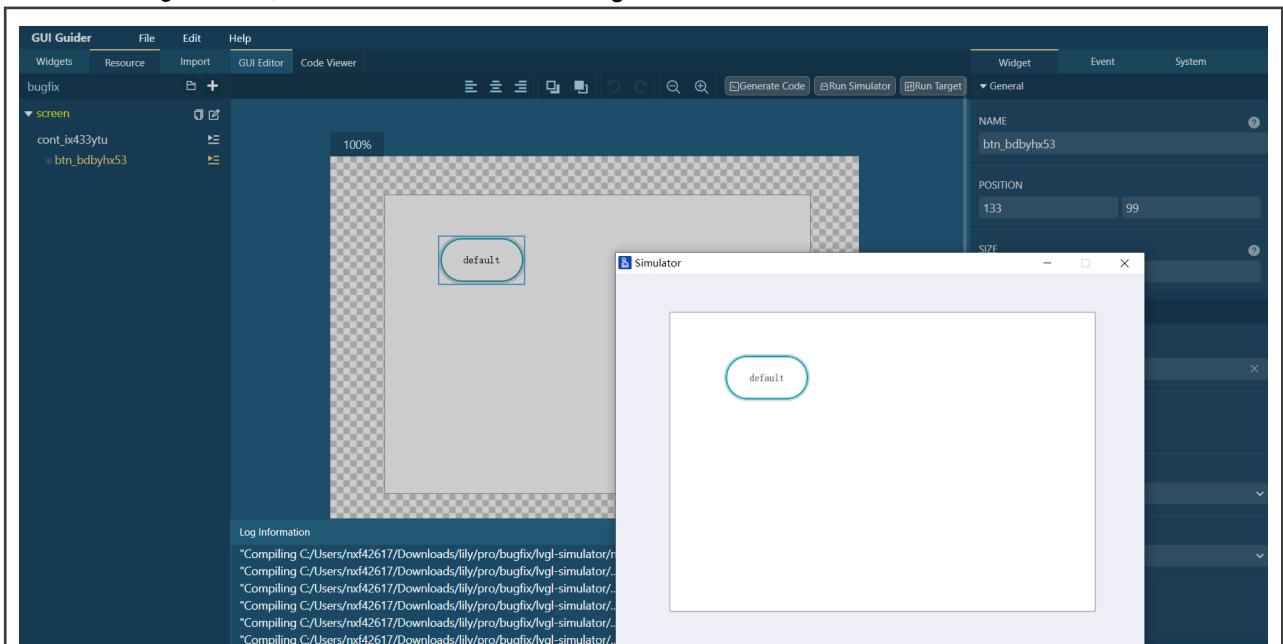 GUI Guider File Edit Help
Widgets Resource Import GUI Editor Code Viewer Widget Event System
bugfix Generate Code Run Simulator Run Target General
screen
NAME
cont_ix433ytu
100%
btn_bdbyhx53
btn_bdbyhx53
POSITION
133 99
SIZE
default
Simulator
default
Log Information
"Compiling C:/Users/nxf42617/Downloads/lily/pro/bugfix/lvgl-simulator/n
"Compiling C:/Users/nxf42617/Downloads/lily/pro/bugfix/lvgl-simulator/..
"Compiling C:/Users/nxf42617/Downloads/lily/pro/bugfix/lvgl-simulator/..
"Compiling C:/Users/nxf42617/Downloads/lily/pro/bugfix/lvgl-simulator/..
"Compiling C:/Users/nxf42617/Downloads/lily/pro/bugfix/lvgl-simulator/..
"Compiling C:/Users/nxf42617/Downloads/lily/pro/bugfix/lvgl-simulator/..